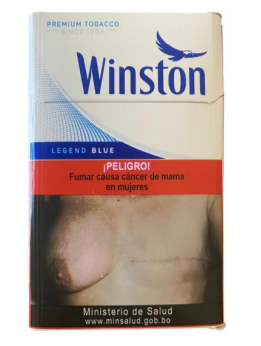 PREMIUM TOBACCO
SINCE 1954
Winston
LEGEND BLUE
¡PELIGRO!
Fumar causa cáncer de mama
en mujeres
Ministerio de Salud
www.minsalud.gob.bo